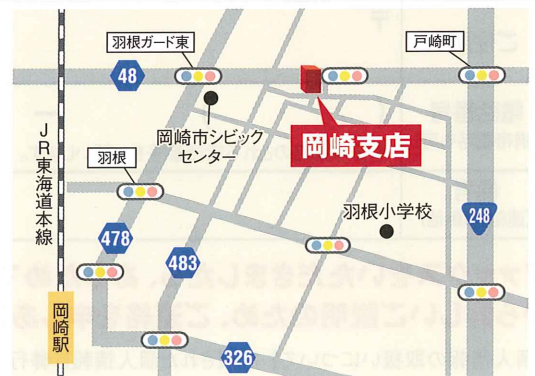 羽根ガード東
戸崎町
48
岡崎市シビック
センター
岡崎支店
JR東海道本線
羽根
羽根小学校
248
478
483
岡崎駅
326